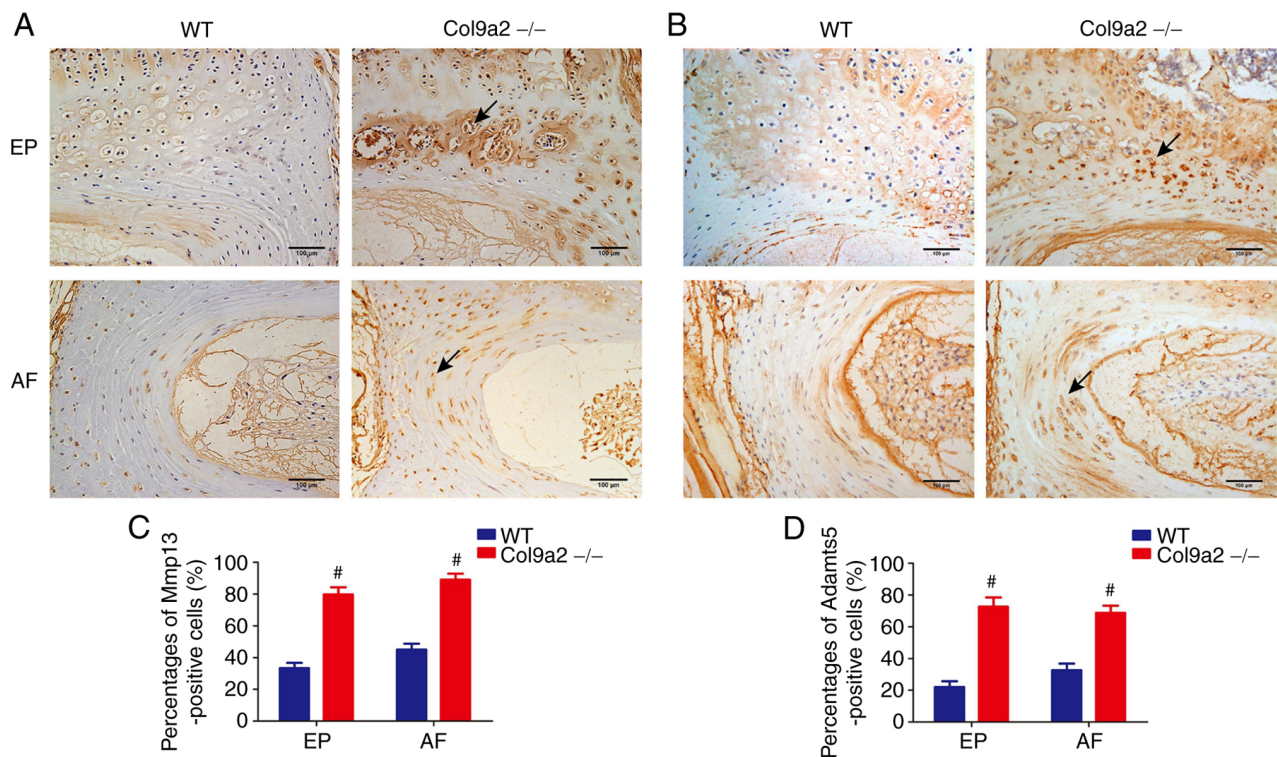 A
WT
Col9a2 –/–
B
WT
Col9a2 –/–
EP
100 µm
100 µm
100 µm
100 µm
AF
100 µm
100 µm
100 µm
100 µm
C
WT
Col9a2 –/–
Percentages of Mmp13
-positive cells (%)
100
80
60
40
20
0
#
#
EP
AF
D
WT
Col9a2 –/–
Percentages of Adamts5
-positive cells (%)
100
80
60
40
20
0
#
#
EP
AF